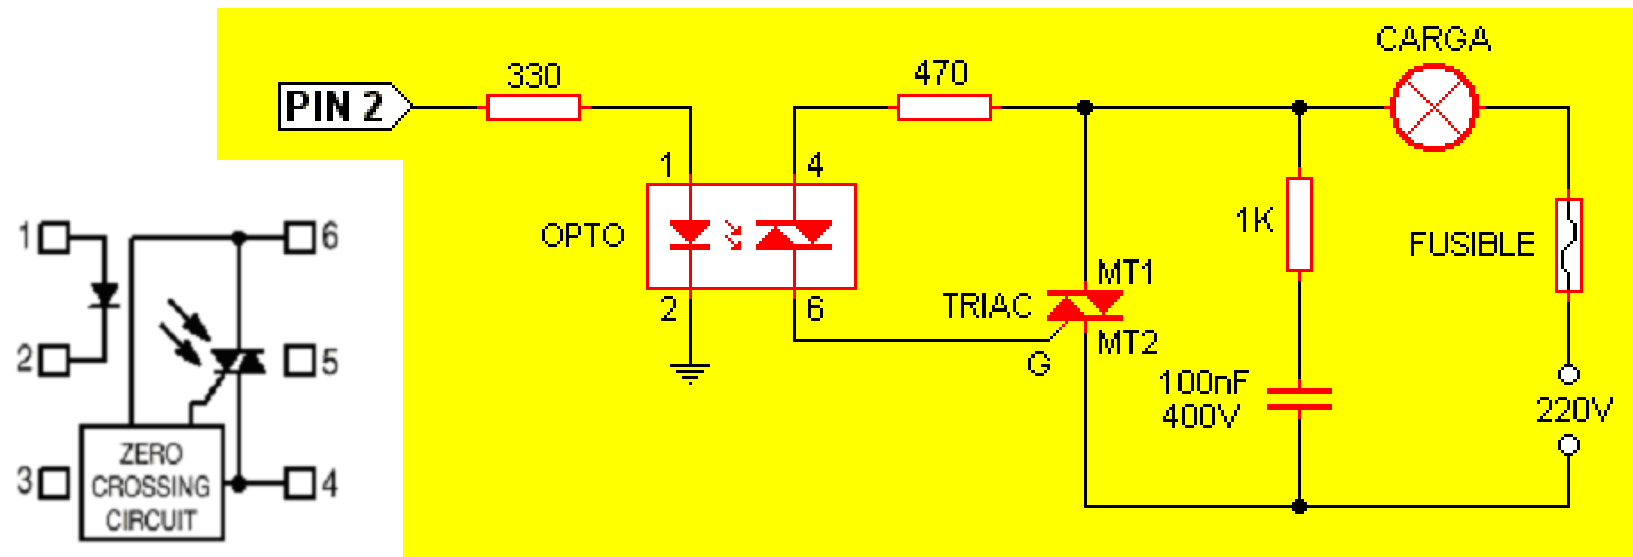 CARGA
330
470
PIN 2
1
4
1
6
1K
OPTO
FUSIBLE
MT1
2
6
TRIAC
MT2
2
5
G
100nF
400V
220V
ZERO
CROSSING
CIRCUIT
3
4